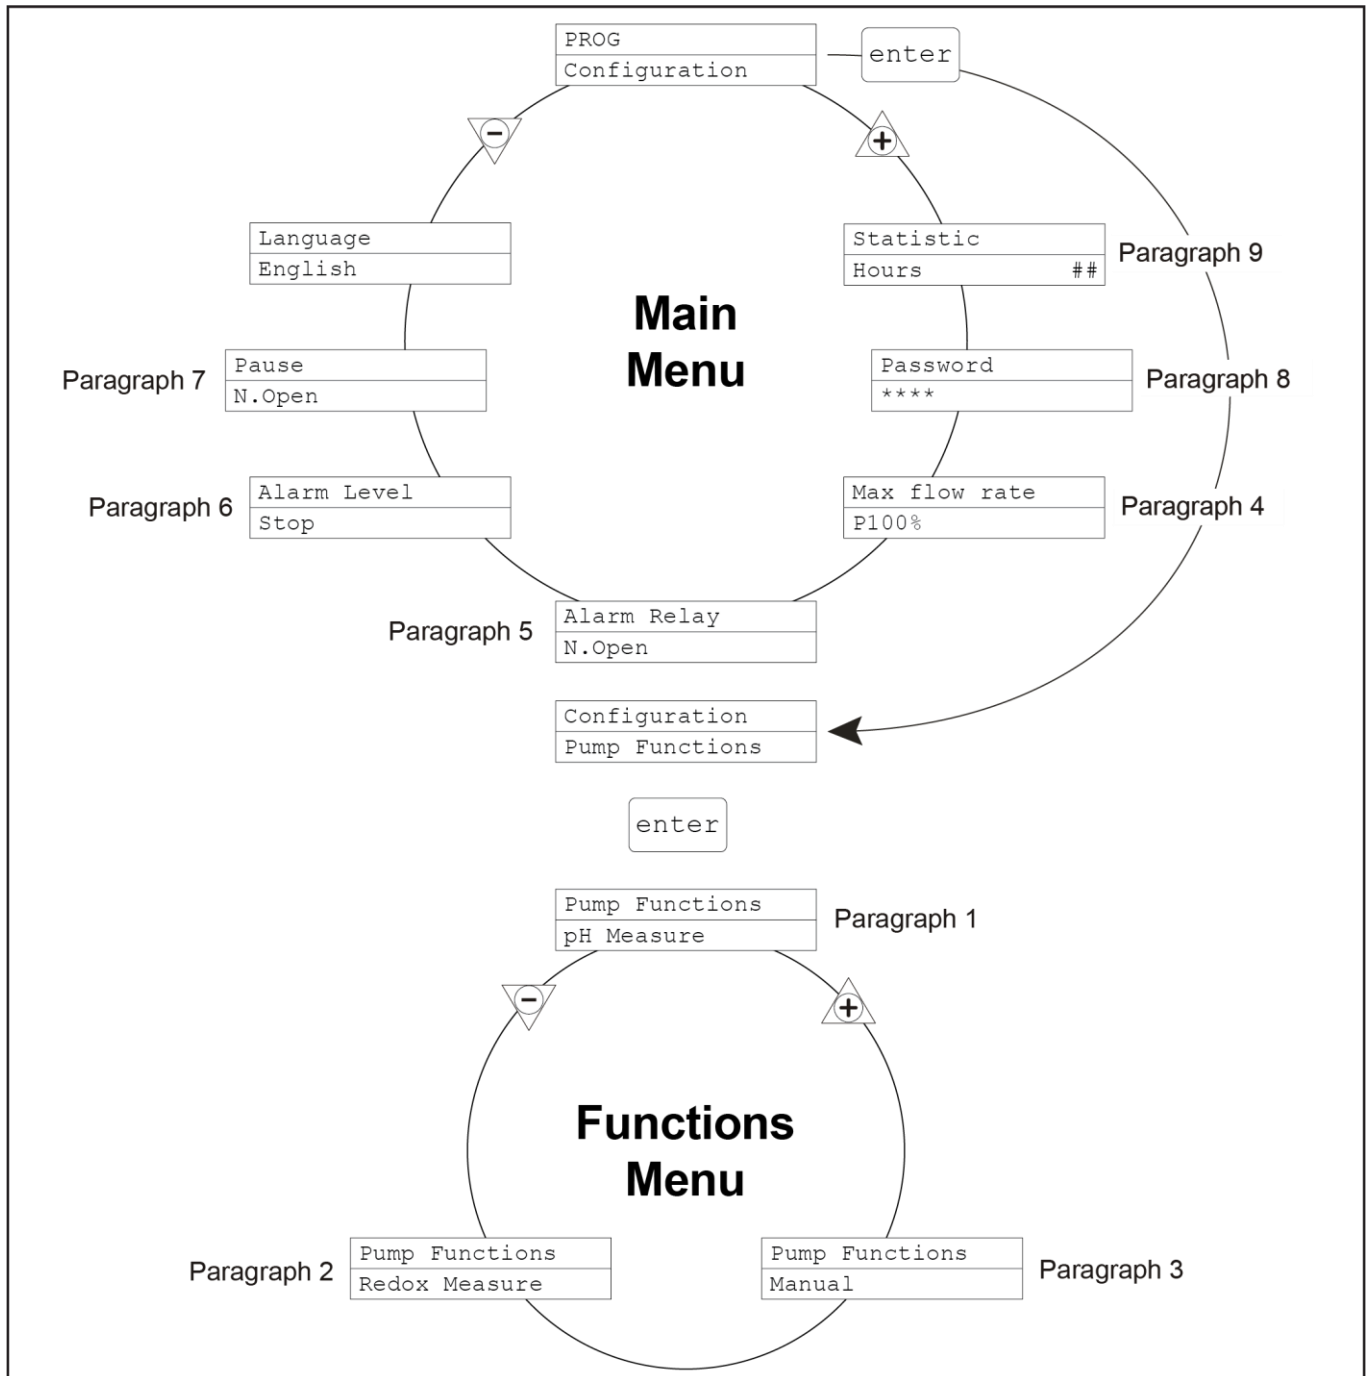 PROG
Configuration
enter
−
+
Language
English
Statistic
Hours ##
Paragraph 9
Main
Menu
Paragraph 7
Pause
N.Open
Password
****
Paragraph 8
Paragraph 6
Alarm Level
Stop
Max flow rate
P100%
Paragraph 4
Paragraph 5
Alarm Relay
N.Open
Configuration
Pump Functions
enter
Pump Functions
pH Measure
Paragraph 1
−
+
Functions
Menu
Paragraph 2
Pump Functions
Redox Measure
Pump Functions
Manual
Paragraph 3